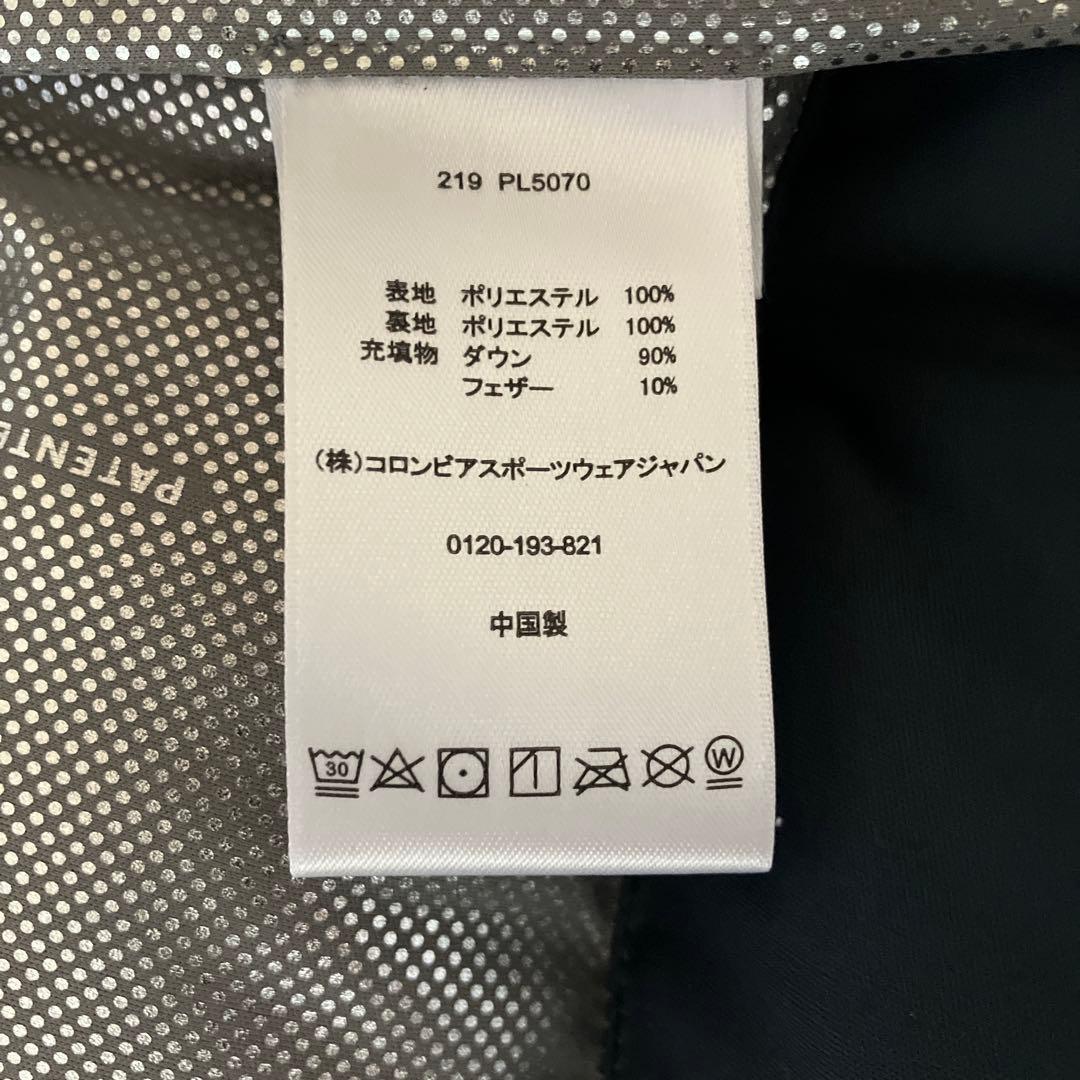 219 PL5070
表地 ポリエステル 100%
裏地 ポリエステル 100%
充填物 ダウン 90%
フェザー 10%
(株)コロンビアスポーツウェアジャパン
0120-193-821
中国製
30
W